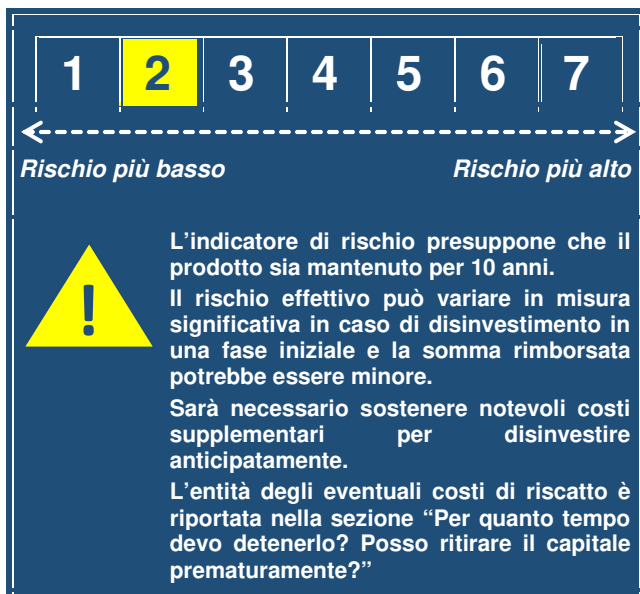 1 2 3 4 5 6 7
Rischio più basso Rischio più alto
!
L'indicatore di rischio presuppone che il
prodotto sia mantenuto per 10 anni.
Il rischio effettivo può variare in misura
significativa in caso di disinvestimento in
una fase iniziale e la somma rimborsata
potrebbe essere minore.
Sarà necessario sostenere notevoli costi
supplementari per disinvestire
anticipatamente.
L'entità degli eventuali costi di riscatto è
riportata nella sezione “Per quanto tempo
devo detenerlo? Posso ritirare il capitale
prematuramente?”